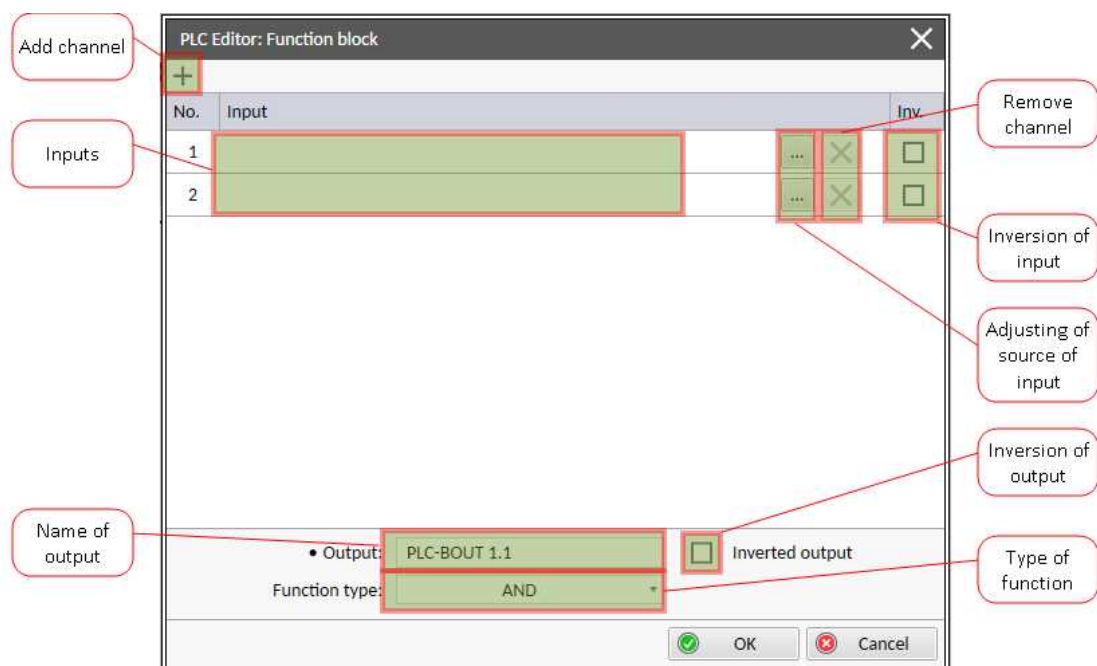 PLC Editor: Function block
Add channel
+
No. Input Inv.
Remove
channel
Inputs
1 ...
2 ...
Inversion of
input
Adjusting of
source of
input
Inversion of
output
Name of
output
• Output: PLC-BOUT 1.1 Inverted output
Type of
function
Function type: AND
OK Cancel